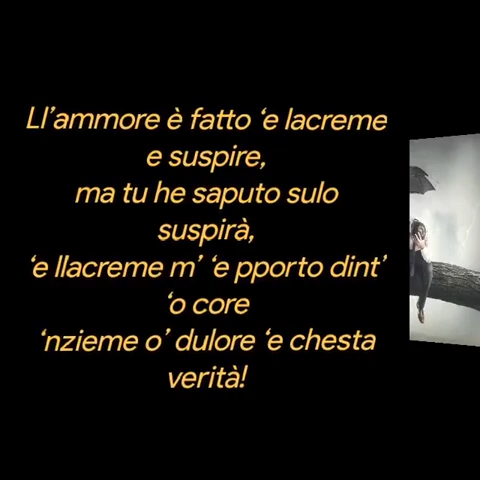 Ll’ammore è fatto ‘e lacreme
e suspire,
ma tu he saputo sulo
suspirà,
‘e llacreme m’ ‘e pporto dint’
‘o core
‘nzieme o’ dulore ‘e chesta
verità!